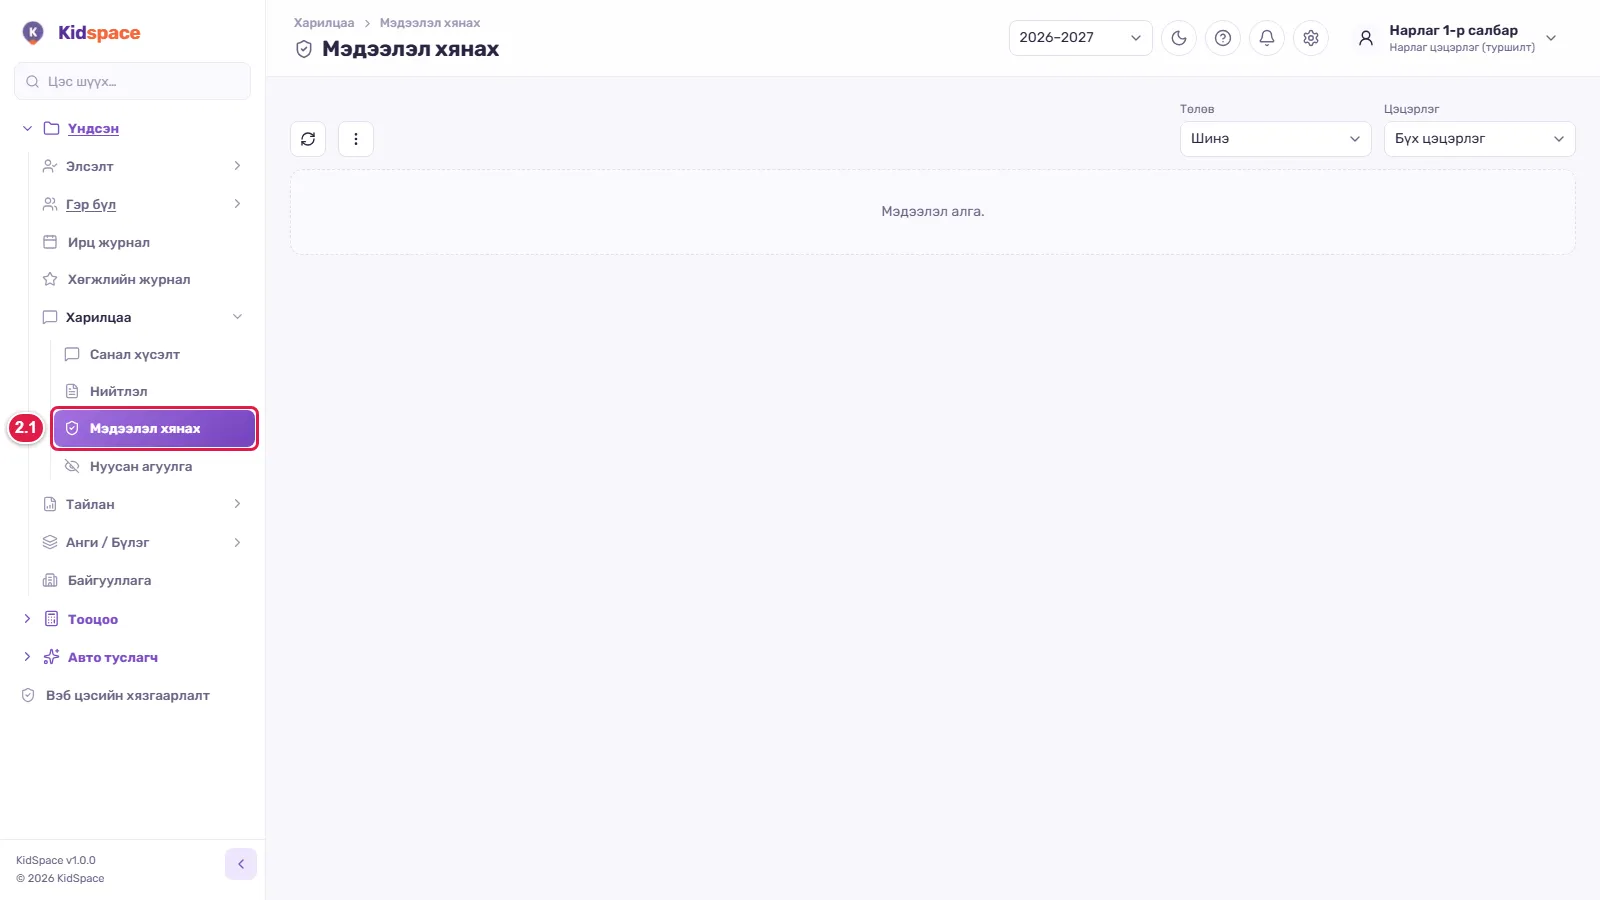 Kidspace
Цэс шүүх...
Үндсэн
Элсэлт
Гэр бүл
Ирц журнал
Хөгжлийн журнал
Харилцаа
Санал хүсэлт
Нийтлэл
2.1
Мэдээлэл хянах
Нуусан агуулга
Тайлан
Анги / Бүлэг
Байгууллага
Тооцоо
Авто туслагч
Вэб цэсийн хязгаарлалт
KidSpace v1.0.0
© 2026 KidSpace
Харилцаа > Мэдээлэл хянах
Мэдээлэл хянах
2026-2027
Нарлаг 1-р салбар
Нарлаг цэцэрлэг (туршилт)
Төлөв
Цэцэрлэг
Шинэ
Бүх цэцэрлэг
Мэдээлэл алга.